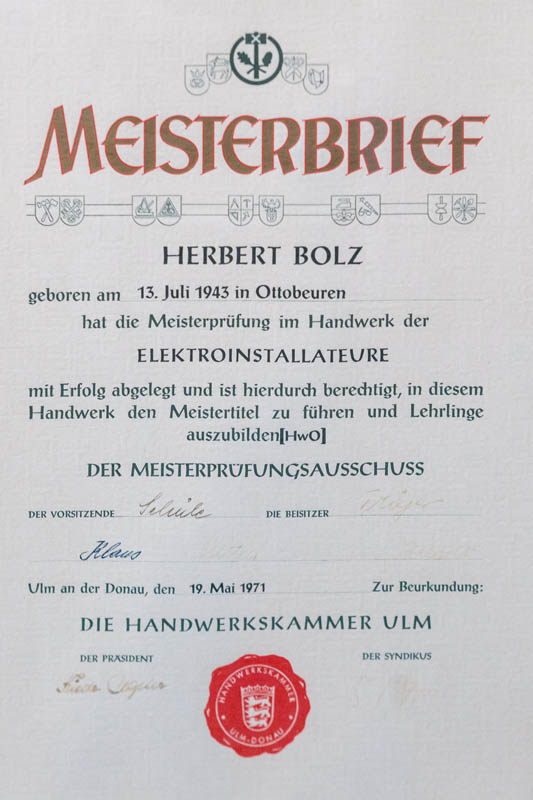 MEISTERBRIEF
HERBERT BOLZ
geboren am 13. Juli 1943 in Ottobeuren
hat die Meisterprüfung im Handwerk der
ELEKTROINSTALLATEURE
mit Erfolg abgelegt und ist hierdurch berechtigt, in diesem
Handwerk den Meistertitel zu führen und Lehrlinge
auszubilden[HwO]
DER MEISTERPRÜFUNGSAUSSCHUSS
DER VORSITZENDE DIE BEISITZER
Klaus
Ulm an der Donau, den 19. Mai 1971 Zur Beurkundung:
DIE HANDWERKSKAMMER ULM
DER PRÄSIDENT DER SYNDIKUS
HANDWERKSKAMMER
ULM-DONAU